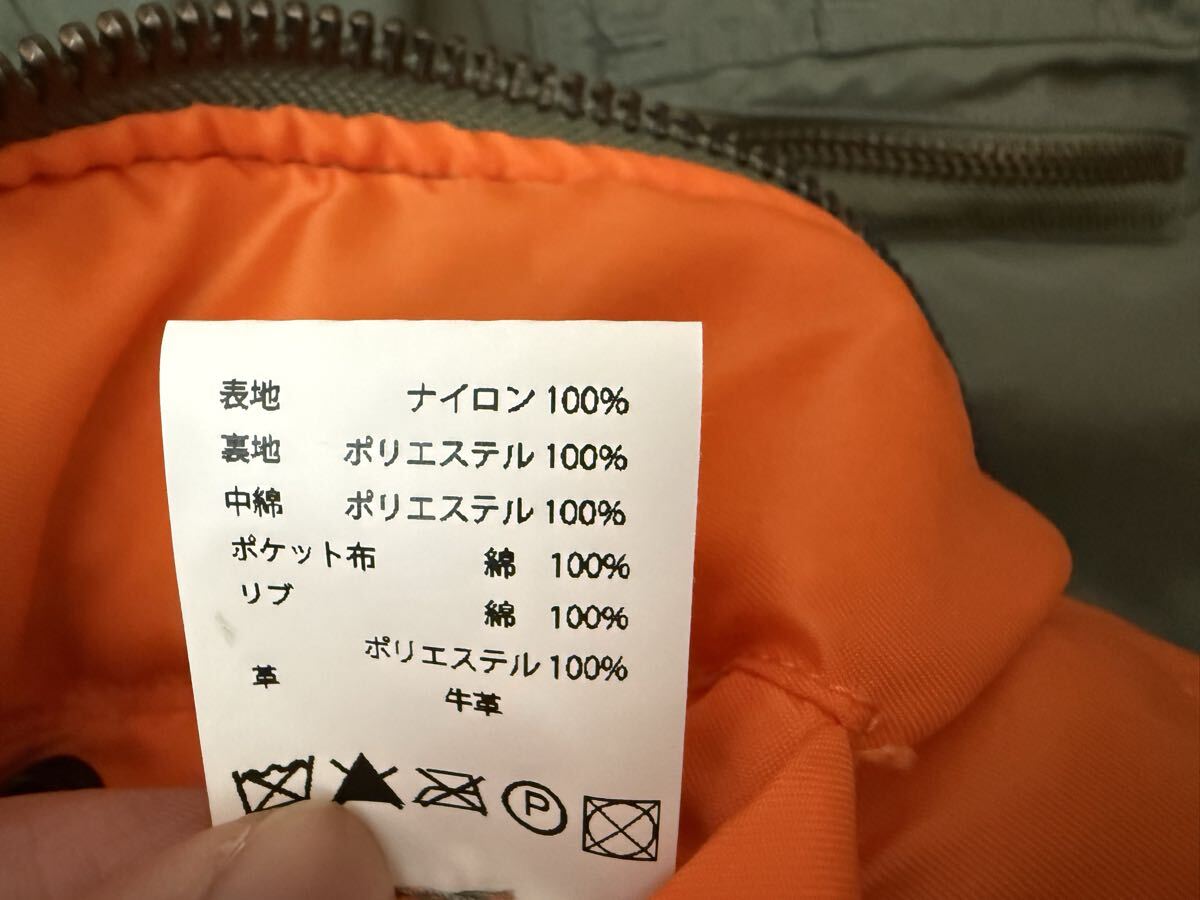 表地 ナイロン 100%
裏地 ポリエステル 100%
中綿 ポリエステル 100%
ポケット布 綿 100%
リブ 綿 100%
ポリエステル 100%
革 牛革
P